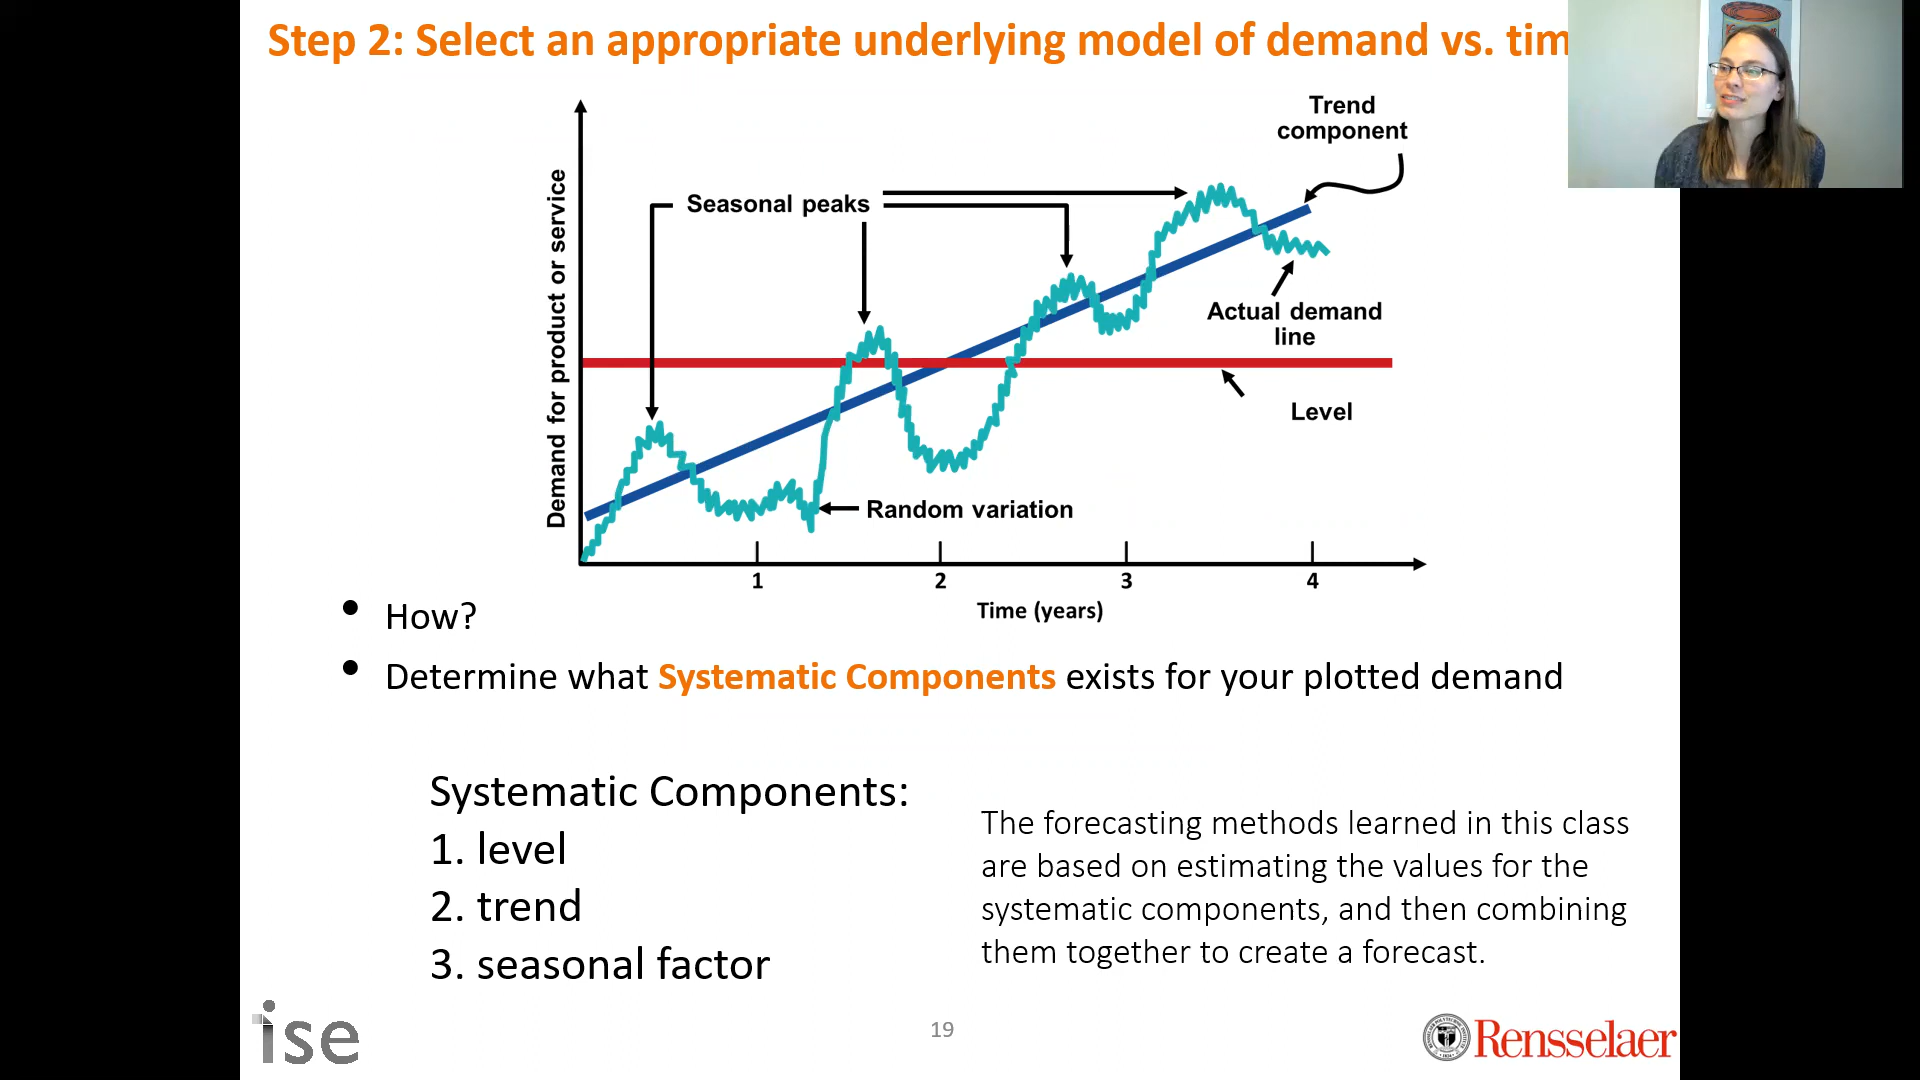 Step 2: Select an appropriate underlying model of demand vs. tim
Trend
component
Seasonal peaks
Demand for product or service
Actual demand
line
Level
Random variation
1
2
3
4
Time (years)
• How?
• Determine what Systematic Components exists for your plotted demand
Systematic Components:
1. level
2. trend
3. seasonal factor
The forecasting methods learned in this class
are based on estimating the values for the
systematic components, and then combining
them together to create a forecast.
ise
19
Rensselaer